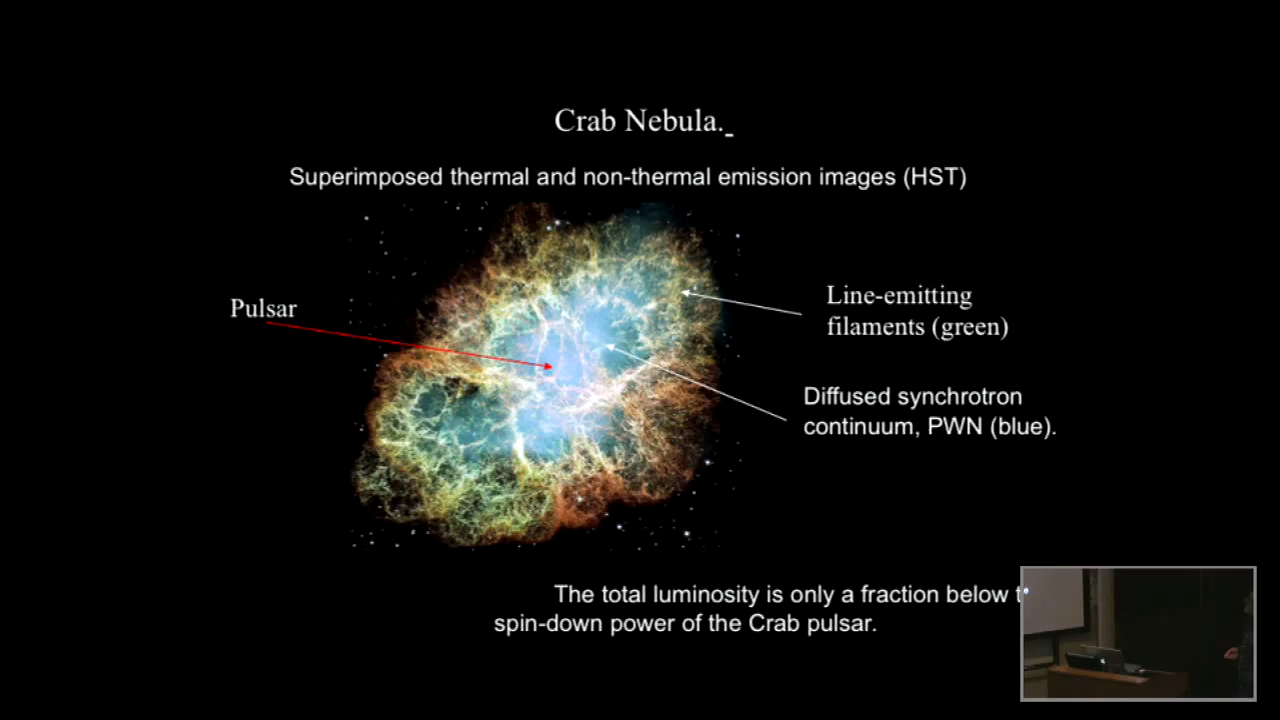 Crab Nebula.
Superimposed thermal and non-thermal emission images (HST)
Pulsar
Line-emitting
filaments (green)
Diffused synchrotron
continuum, PWN (blue).
The total luminosity is only a fraction below
spin-down power of the Crab pulsar.